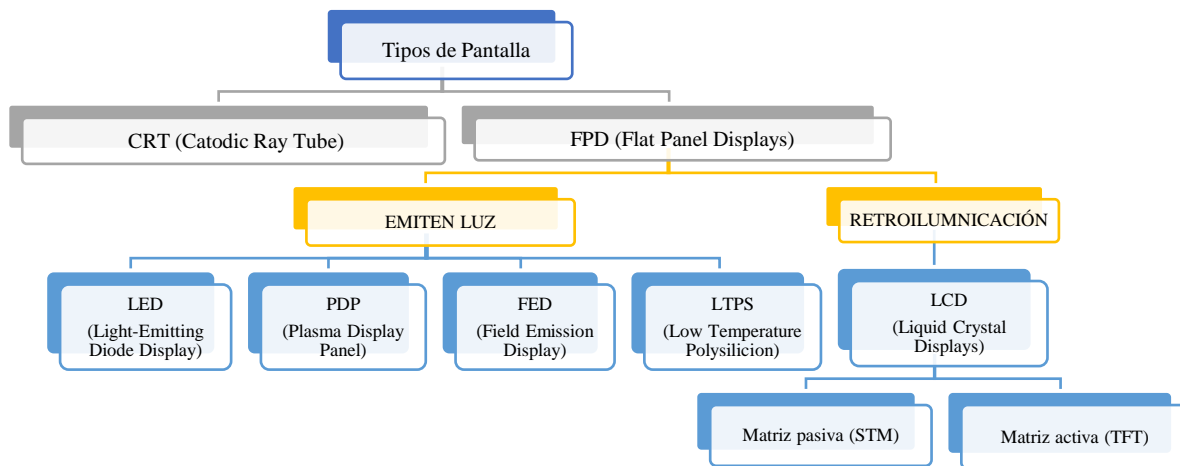 Tipos de Pantalla
CRT (Catodic Ray Tube)
FPD (Flat Panel Displays)
EMITEN LUZ
RETROILUMNICACIÓN
LED
(Light-Emitting
Diode Display)
PDP
(Plasma Display
Panel)
FED
(Field Emission
Display)
LTPS
(Low Temperature
Polysilicion)
LCD
(Liquid Crystal
Displays)
Matriz pasiva (STM)
Matriz activa (TFT)